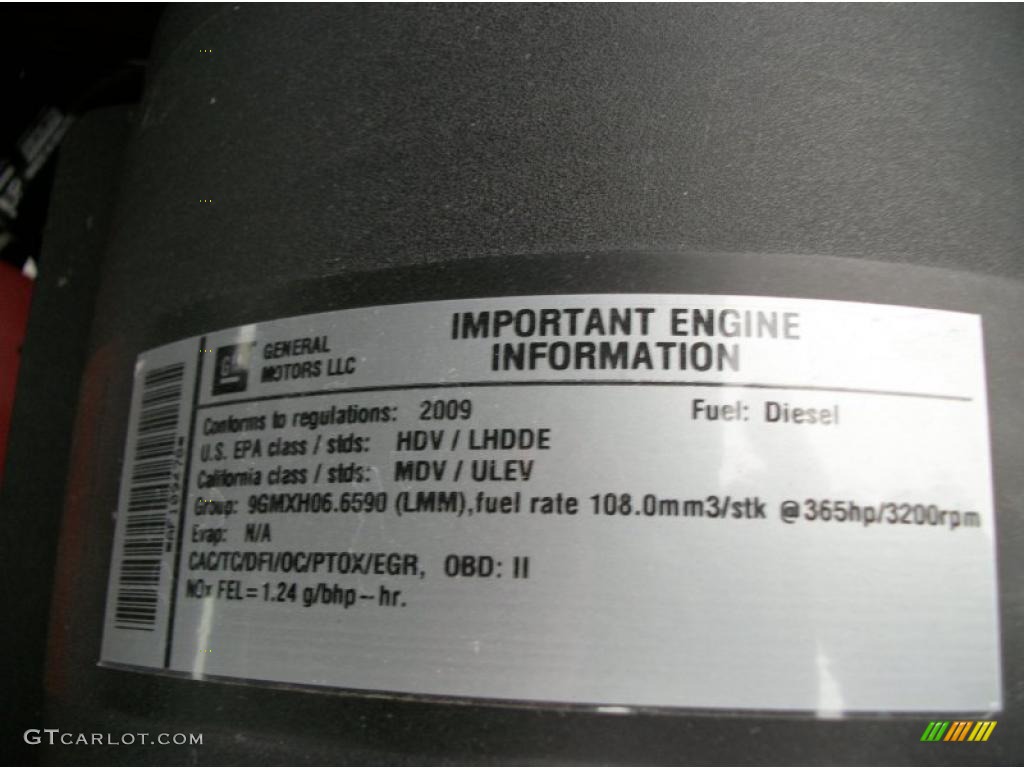 GM GENERAL
MOTORS LLC
IMPORTANT ENGINE
INFORMATION
Conforms to regulations: 2009
Fuel: Diesel
U.S. EPA class / stds: HDV / LHDDE
California class / stds: MDV / ULEV
Group: 9GMXH06.6590 (LMM),fuel rate 108.0mm3/stk @365hp/3200rpm
Evap: N/A
CAC/TC/DFI/OC/PTOX/EGR, OBD: II
NOx FEL=1.24 g/bhp-hr.
GTCARLOT.COM